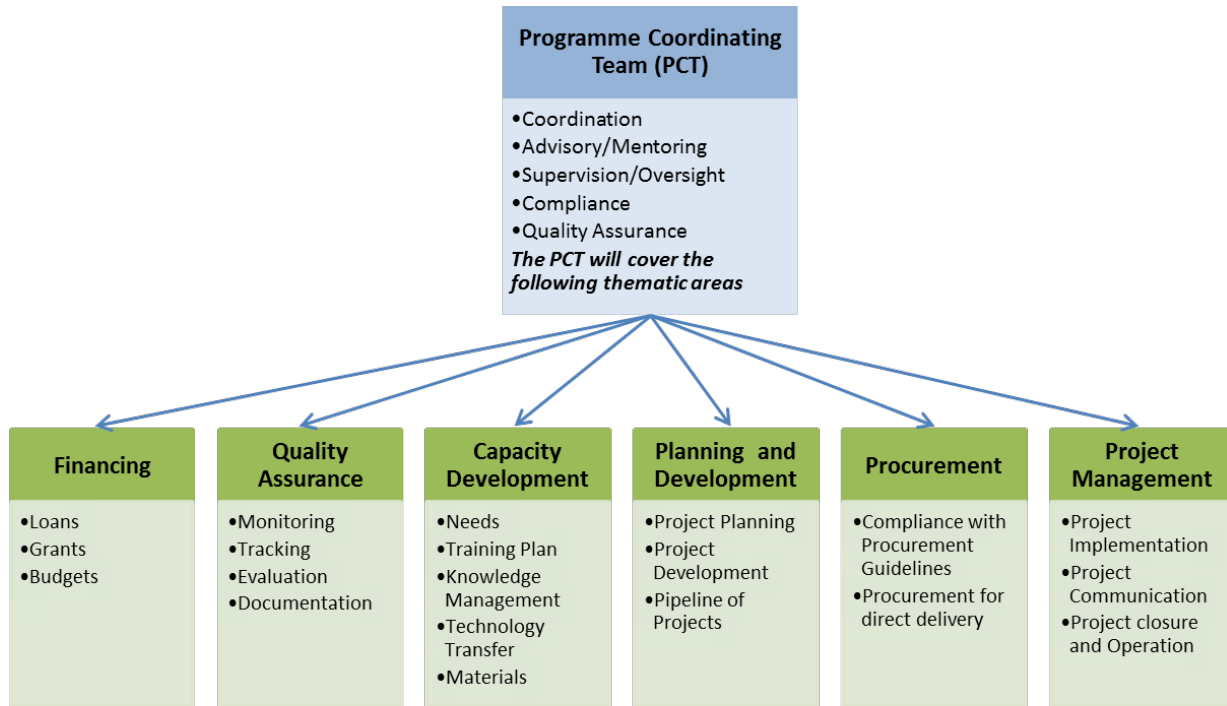 Programme Coordinating
Team (PCT)
•Coordination
•Advisory/Mentoring
•Supervision/Oversight
•Compliance
•Quality Assurance
The PCT will cover the
following thematic areas
Financing
•Loans
•Grants
•Budgets
Quality
Assurance
•Monitoring
•Tracking
•Evaluation
•Documentation
Capacity
Development
•Needs
•Training Plan
•Knowledge
Management
•Technology
Transfer
•Materials
Planning and
Development
•Project Planning
•Project
Development
•Pipeline of
Projects
Procurement
•Compliance with
Procurement
Guidelines
•Procurement for
direct delivery
Project
Management
•Project
Implementation
•Project
Communication
•Project closure
and Operation